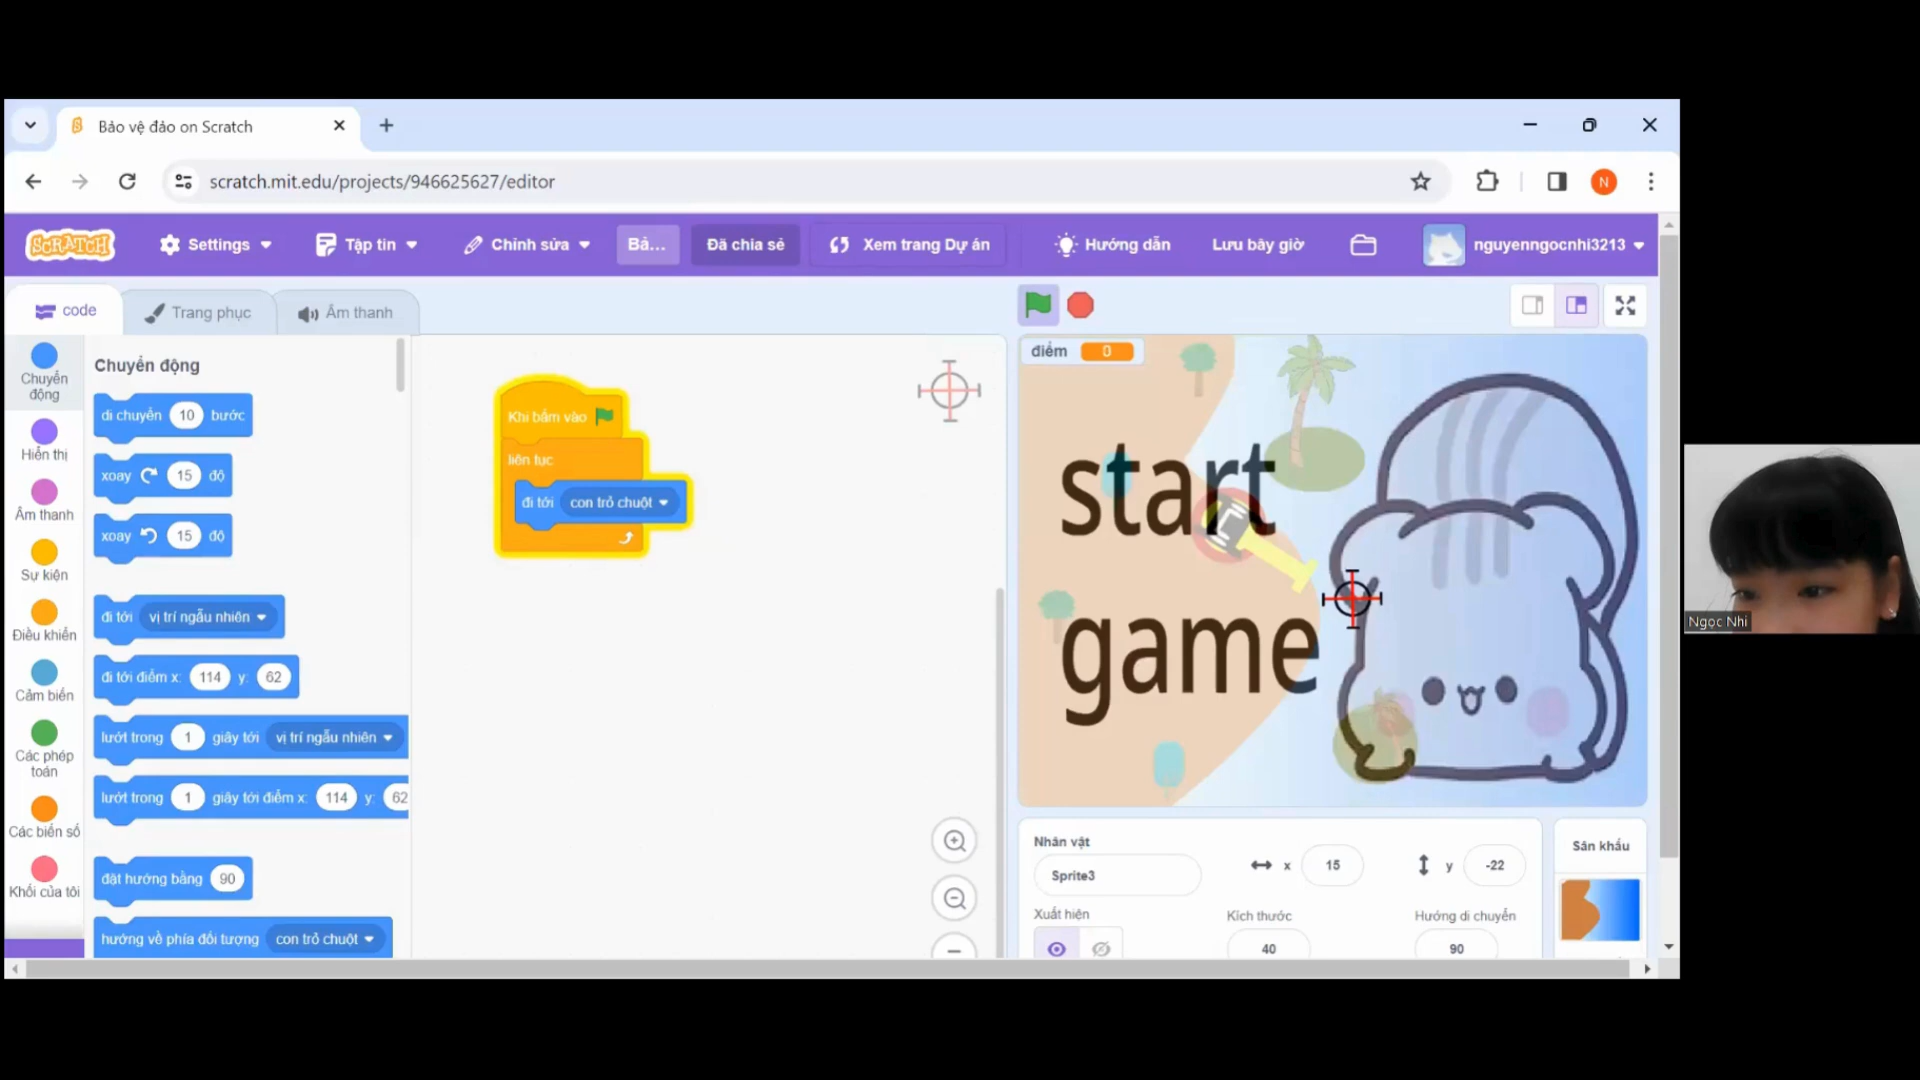 Bảo vệ đảo on Scratch
scratch.mit.edu/projects/946625627/editor
N
SCRATCH
Settings
Tập tin
Chỉnh sửa
Bả...
Đã chia sẻ
Xem trang Dự án
Hướng dẫn
Lưu bây giờ
nguyenngocnhi3213
code
Trang phục
Âm thanh
Chuyển động
Hiển thị
Âm thanh
Sự kiện
Điều khiển
Cảm biến
Các phép toán
Các biến số
Khối của tôi
Chuyển động
di chuyển 10 bước
xoay 15 độ
xoay 15 độ
đi tới vị trí ngẫu nhiên
đi tới điểm x: 114 y: 62
lướt trong 1 giây tới vị trí ngẫu nhiên
lướt trong 1 giây tới điểm x: 114 y: 62
đặt hướng bằng 90
hướng về phía đối tượng con trỏ chuột
Khi bấm vào
liên tục
đi tới con trỏ chuột
điểm 0
start
game
Nhân vật
Sprite3
x 15
y -22
Xuất hiện
Kích thước
40
Hướng di chuyển
90
Sân khấu
Ngọc Nhi